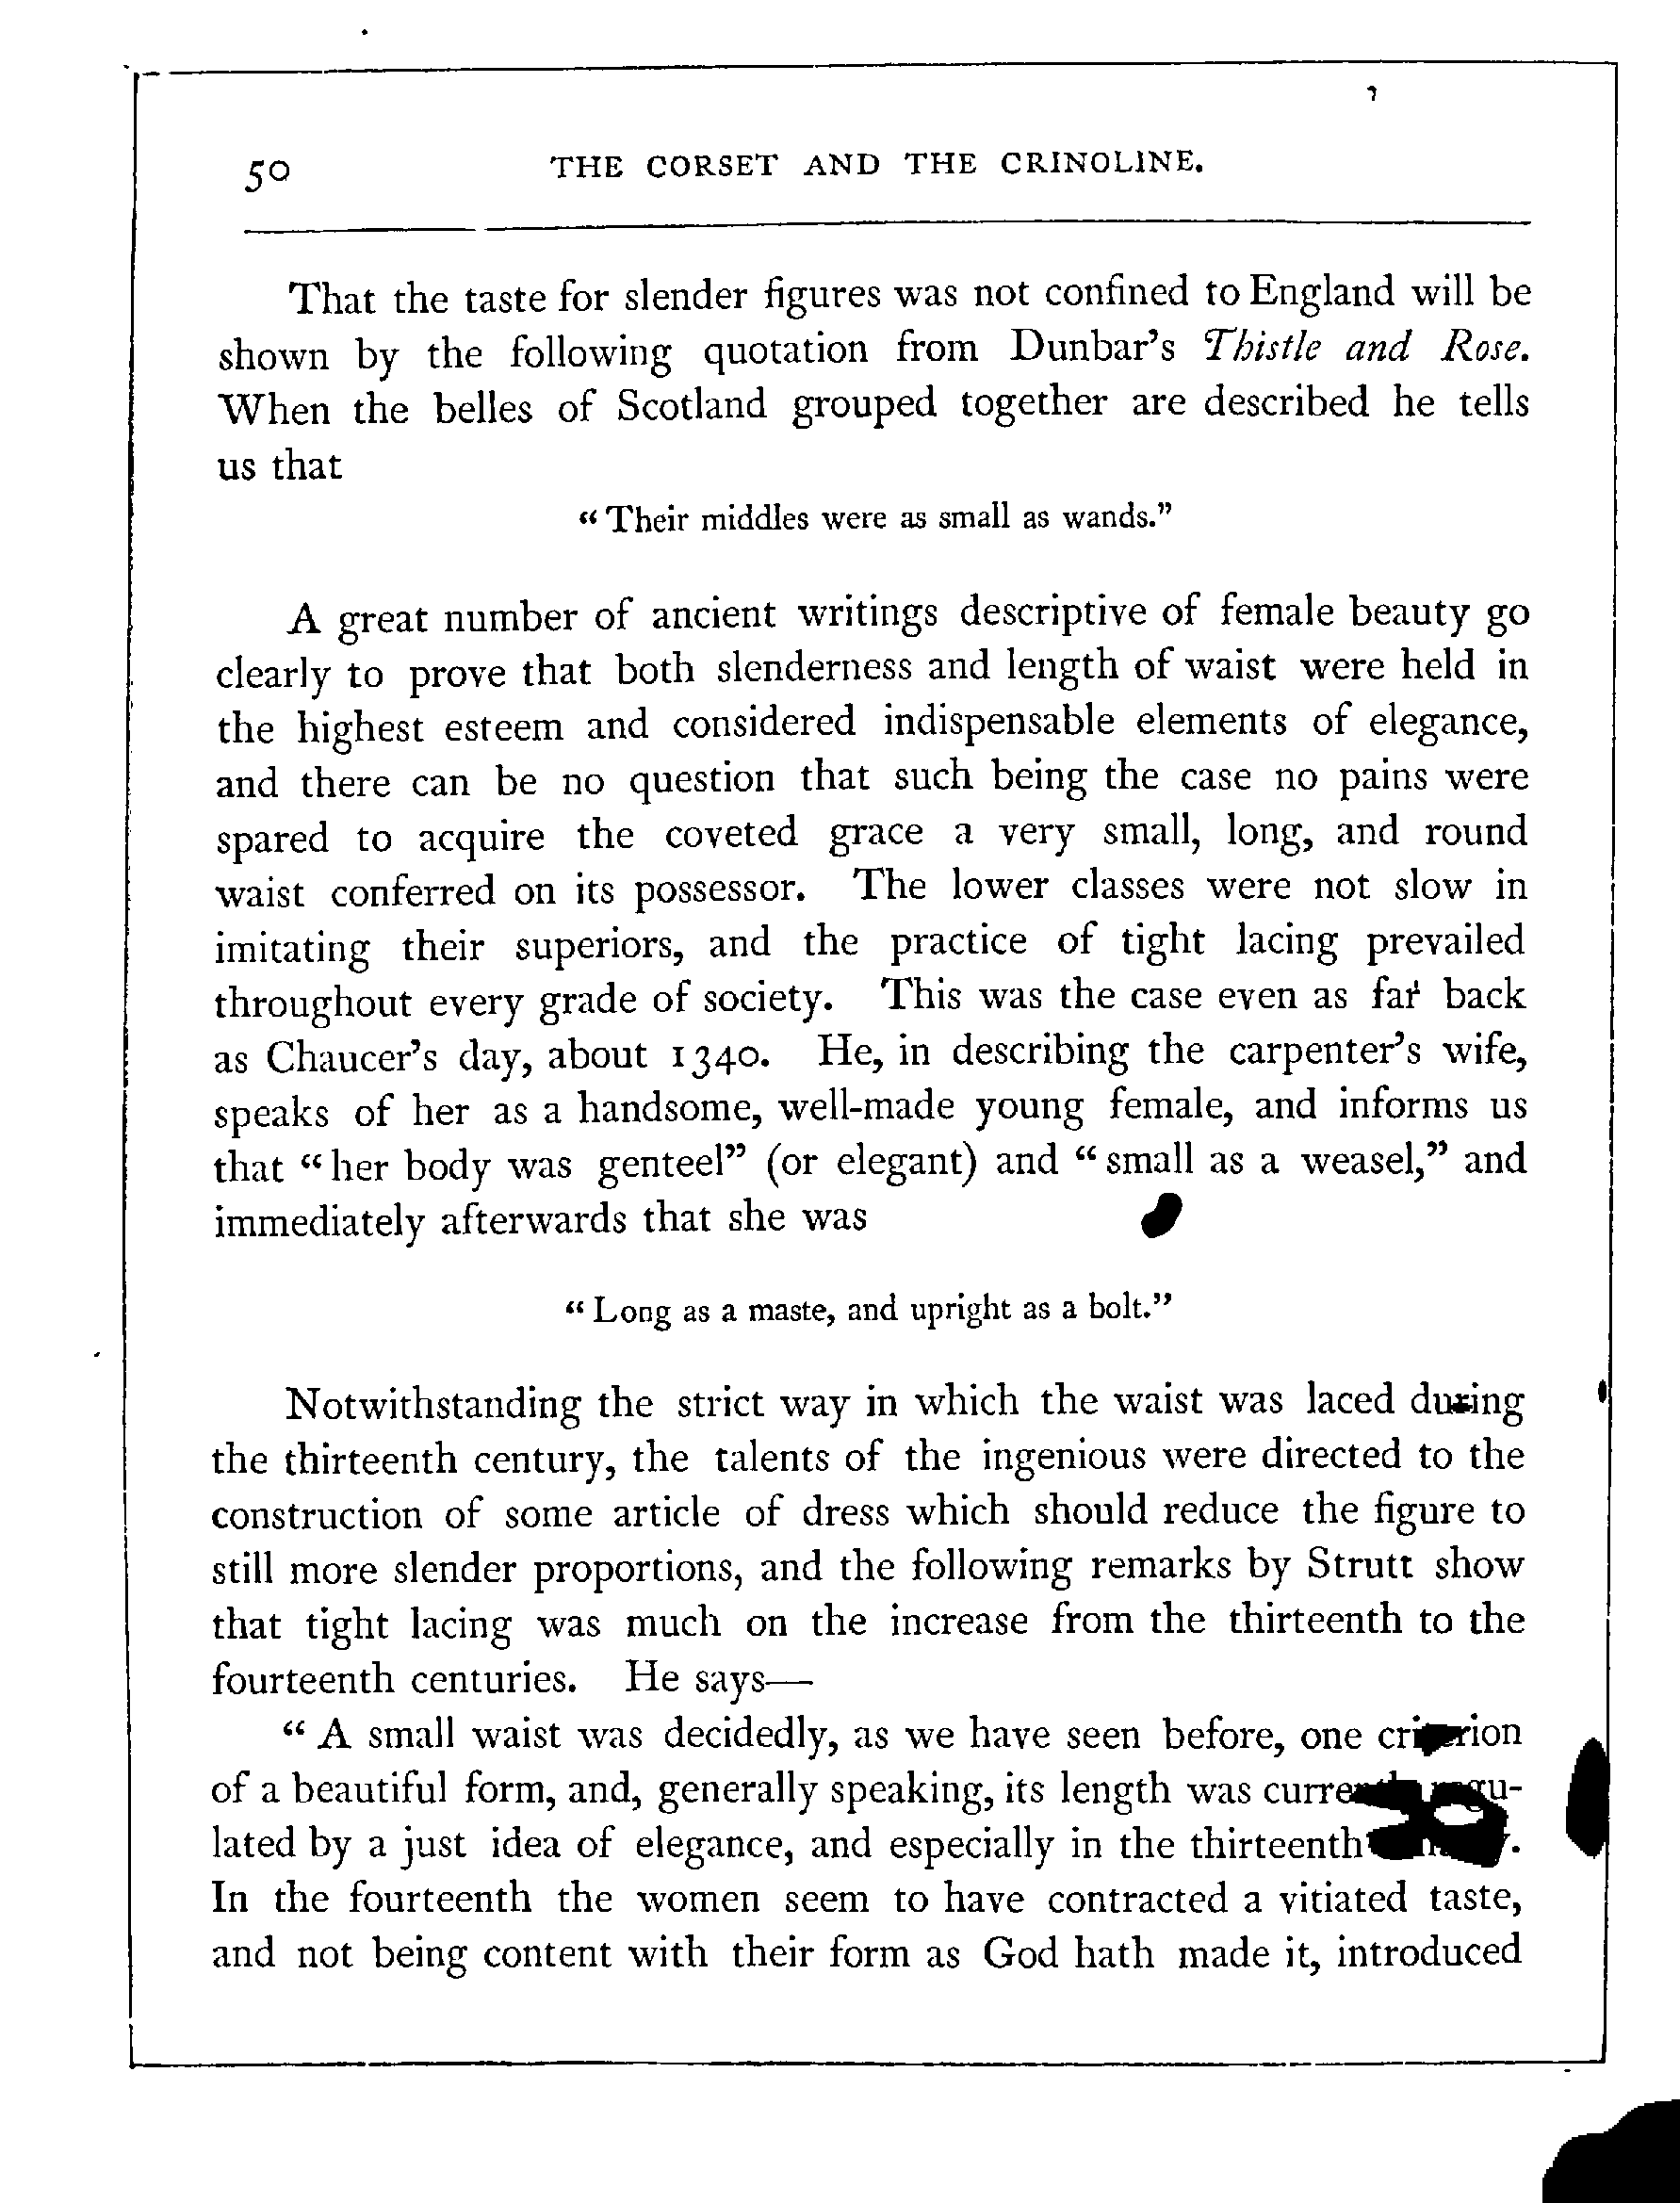 50 THE CORSET AND THE CRINOLINE.
That the taste for slender figures was not confined to England will be
shown by the following quotation from Dunbar's Thistle and Rose.
When the belles of Scotland grouped together are described he tells
us that
“Their middles were as small as wands.”
A great number of ancient writings descriptive of female beauty go
clearly to prove that both slenderness and length of waist were held in
the highest esteem and considered indispensable elements of elegance,
and there can be no question that such being the case no pains were
spared to acquire the coveted grace a very small, long, and round
waist conferred on its possessor. The lower classes were not slow in
imitating their superiors, and the practice of tight lacing prevailed
throughout every grade of society. This was the case even as far back
as Chaucer's day, about 1340. He, in describing the carpenter's wife,
speaks of her as a handsome, well-made young female, and informs us
that “her body was genteel” (or elegant) and “small as a weasel,” and
immediately afterwards that she was
“Long as a maste, and upright as a bolt.”
Notwithstanding the strict way in which the waist was laced during
the thirteenth century, the talents of the ingenious were directed to the
construction of some article of dress which should reduce the figure to
still more slender proportions, and the following remarks by Strutt show
that tight lacing was much on the increase from the thirteenth to the
fourteenth centuries. He says—
“A small waist was decidedly, as we have seen before, one criterion
of a beautiful form, and, generally speaking, its length was
lated by a just idea of elegance, and especially in the thirteenth
In the fourteenth the women seem to have contracted a vitiated taste,
and not being content with their form as God hath made it, introduced